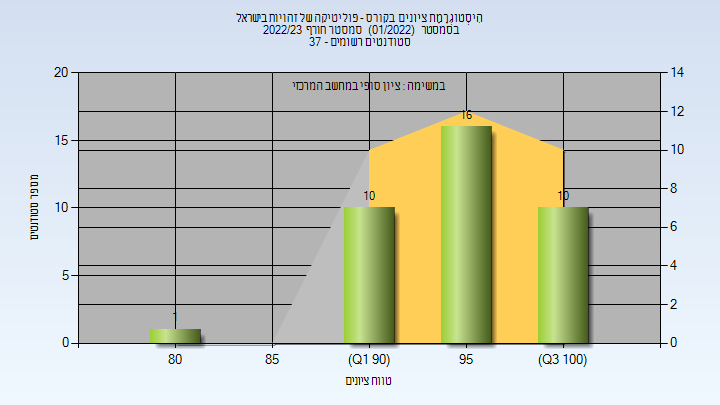 היסטוגרמת ציונים בקורס - פוליטיקה של זהויות בישראל
בסמסטר (01/2022) סמסטר חורף 2022/23
סטודנטים רשומים - 37
במשימה : ציון סופי במחשב המרכזי
מספר סטודנטים
20
15
10
5
0
14
12
10
8
6
4
2
0
1
10
16
10
80
85
(Q1 90)
95
(Q3 100)
טווח ציונים